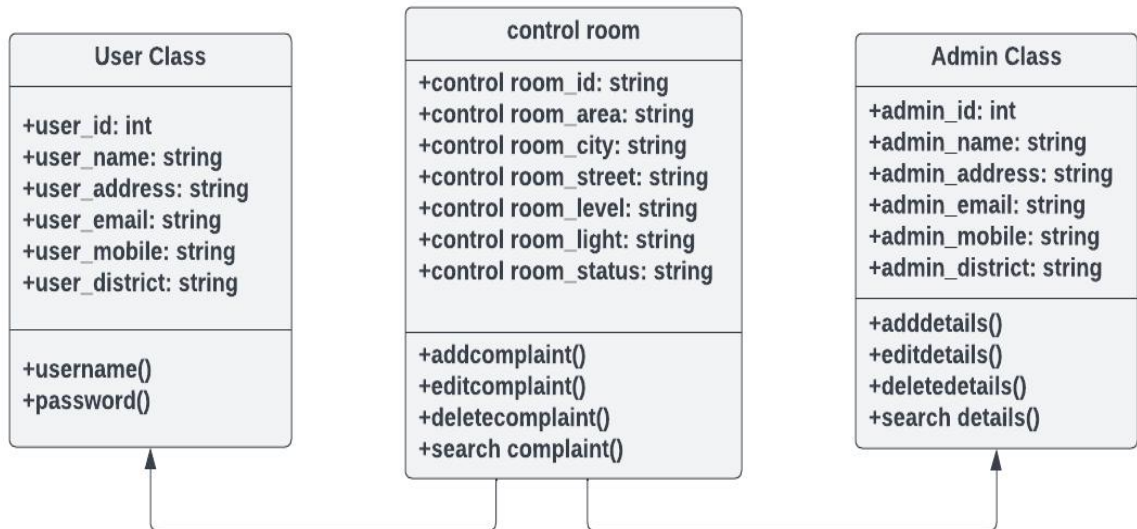 User Class
+user_id: int
+user_name: string
+user_address: string
+user_email: string
+user_mobile: string
+user_district: string
+username()
+password()
control room
+control room_id: string
+control room_area: string
+control room_city: string
+control room_street: string
+control room_level: string
+control room_light: string
+control room_status: string
+addcomplaint()
+editcomplaint()
+deletecomplaint()
+search complaint()
Admin Class
+admin_id: int
+admin_name: string
+admin_address: string
+admin_email: string
+admin_mobile: string
+admin_district: string
+adddetails()
+editdetails()
+deletedetails()
+search details()